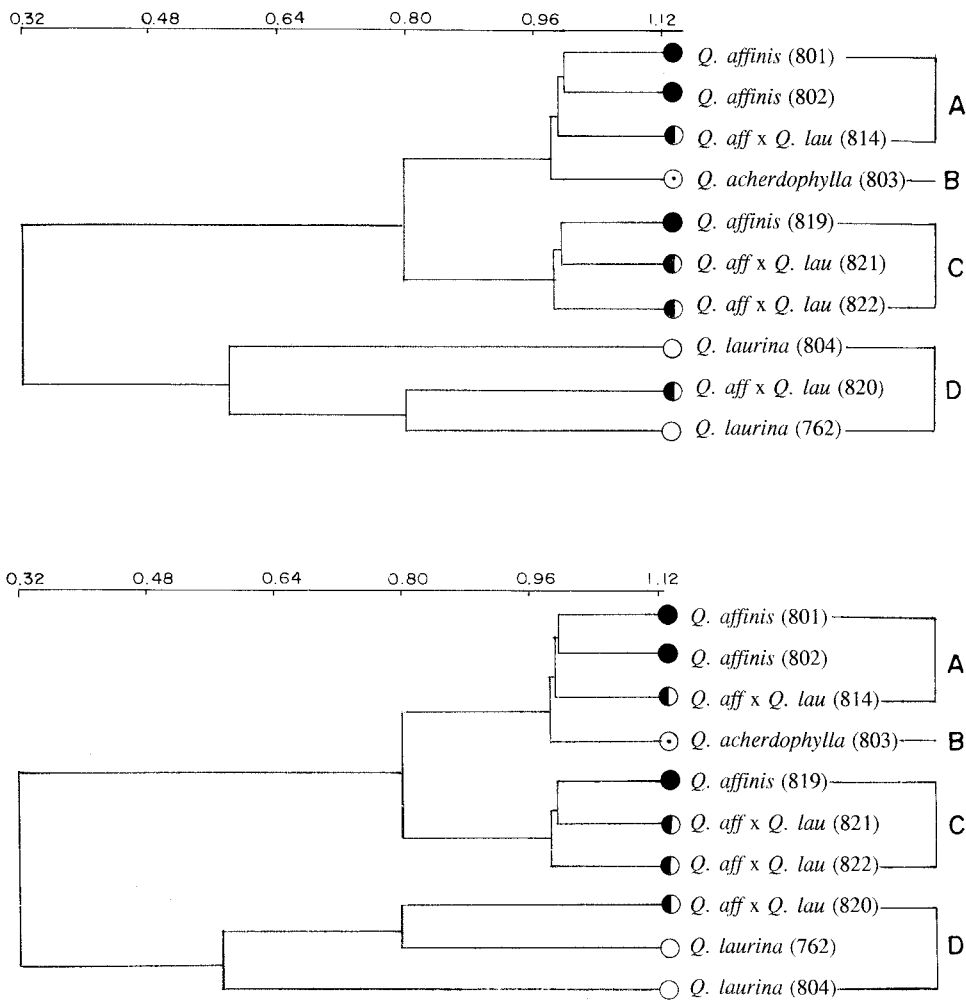 0.32 0.48 0.64 0.80 0.96 1.12
Q. affinis (801)
Q. affinis (802)
A
Q. aff x Q. lau (814)
Q. acherdophylla (803) B
Q. affinis (819)
Q. aff x Q. lau (821)
C
Q. aff x Q. lau (822)
Q. laurina (804)
Q. aff x Q. lau (820)
D
Q. laurina (762)
0.32 0.48 0.64 0.80 0.96 1.12
Q. affinis (801)
Q. affinis (802)
A
Q. aff x Q. lau (814)
Q. acherdophylla (803) B
Q. affinis (819)
Q. aff x Q. lau (821)
C
Q. aff x Q. lau (822)
Q. aff x Q. lau (820)
Q. laurina (762)
D
Q. laurina (804)